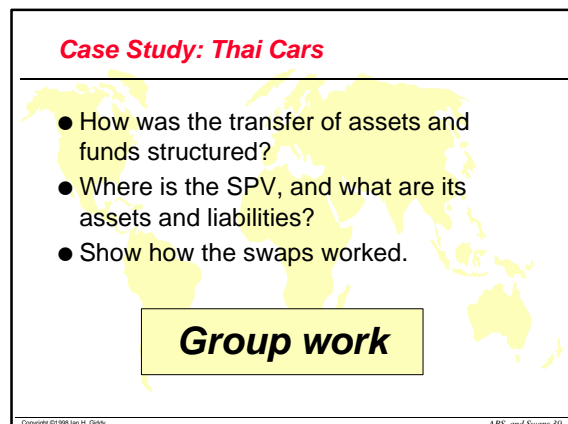 Case Study: Thai Cars
● How was the transfer of assets and
funds structured?
● Where is the SPV, and what are its
assets and liabilities?
● Show how the swaps worked.
Group work
Copyright ©1998 Ian H. Giddy
ABS and Swaps 39